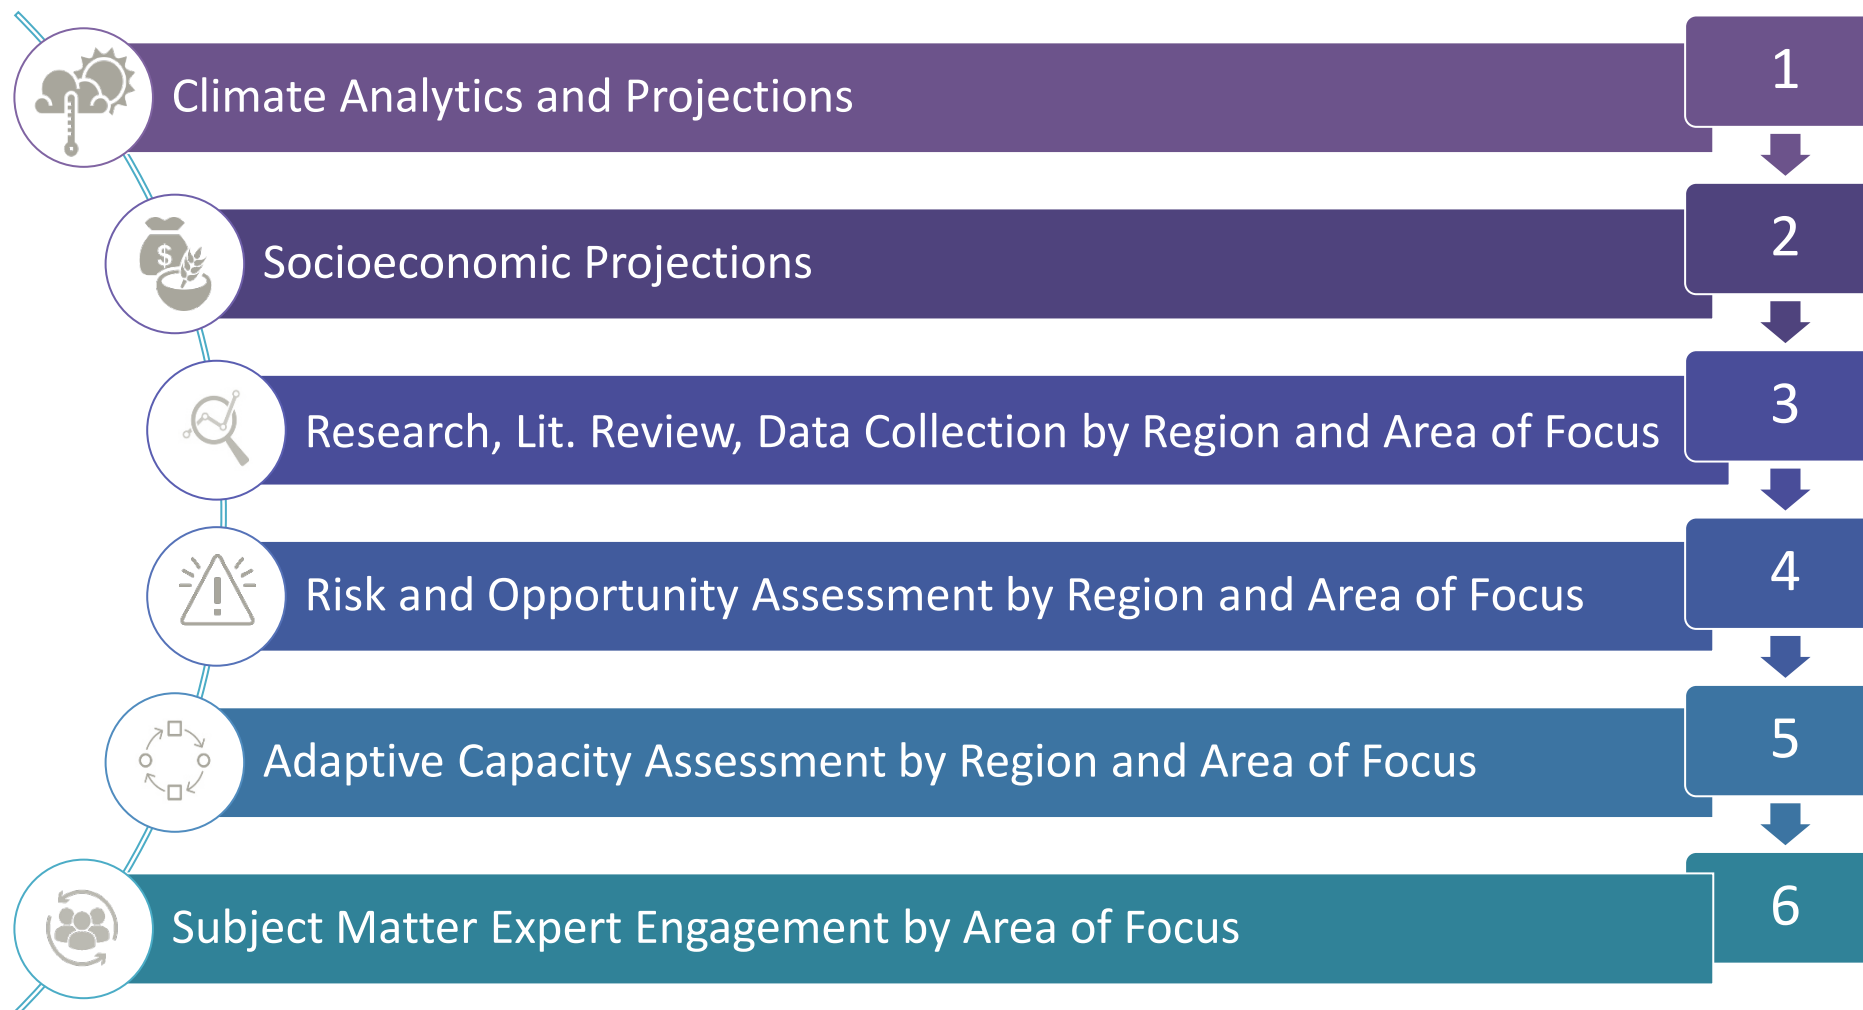 Climate Analytics and Projections
1
Socioeconomic Projections
2
$
Research, Lit. Review, Data Collection by Region and Area of Focus
3
Risk and Opportunity Assessment by Region and Area of Focus
4
Adaptive Capacity Assessment by Region and Area of Focus
5
Subject Matter Expert Engagement by Area of Focus
6